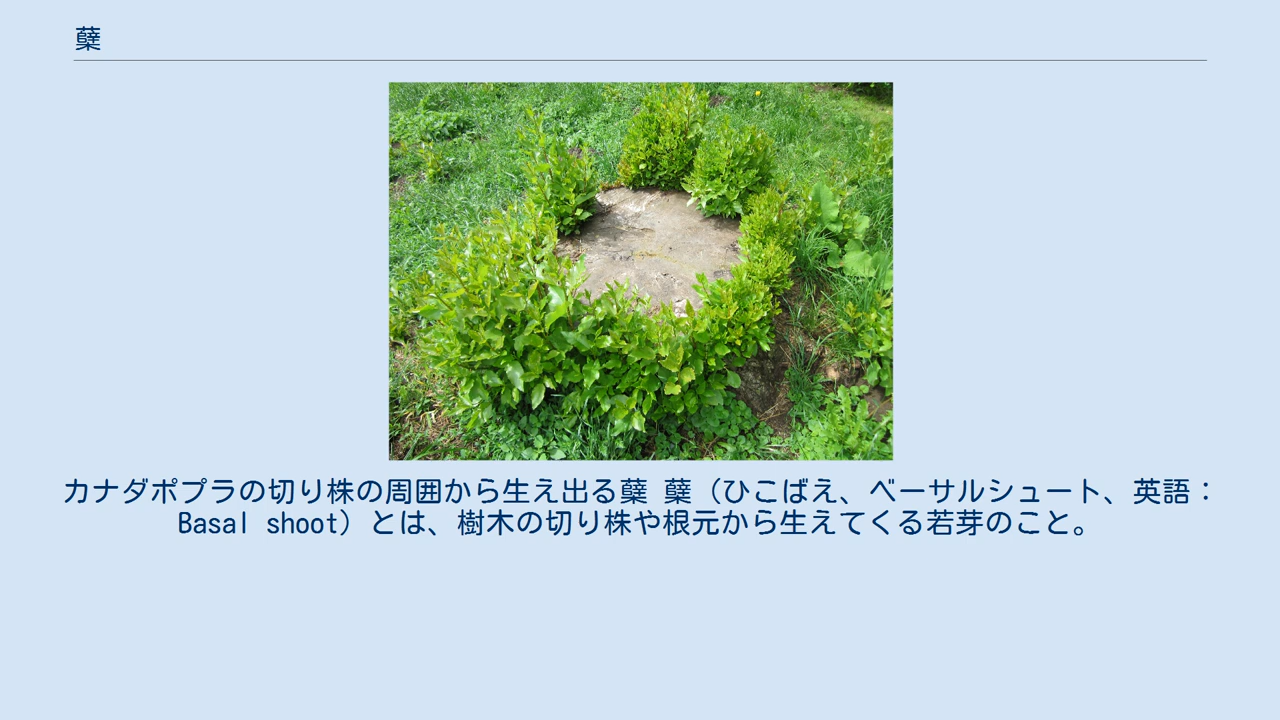 蘖
カナダポプラの切り株の周囲から生え出る蘖 蘖（ひこばえ、ベーサルシュート、英語：
Basal shoot）とは、樹木の切り株や根元から生えてくる若芽のこと。